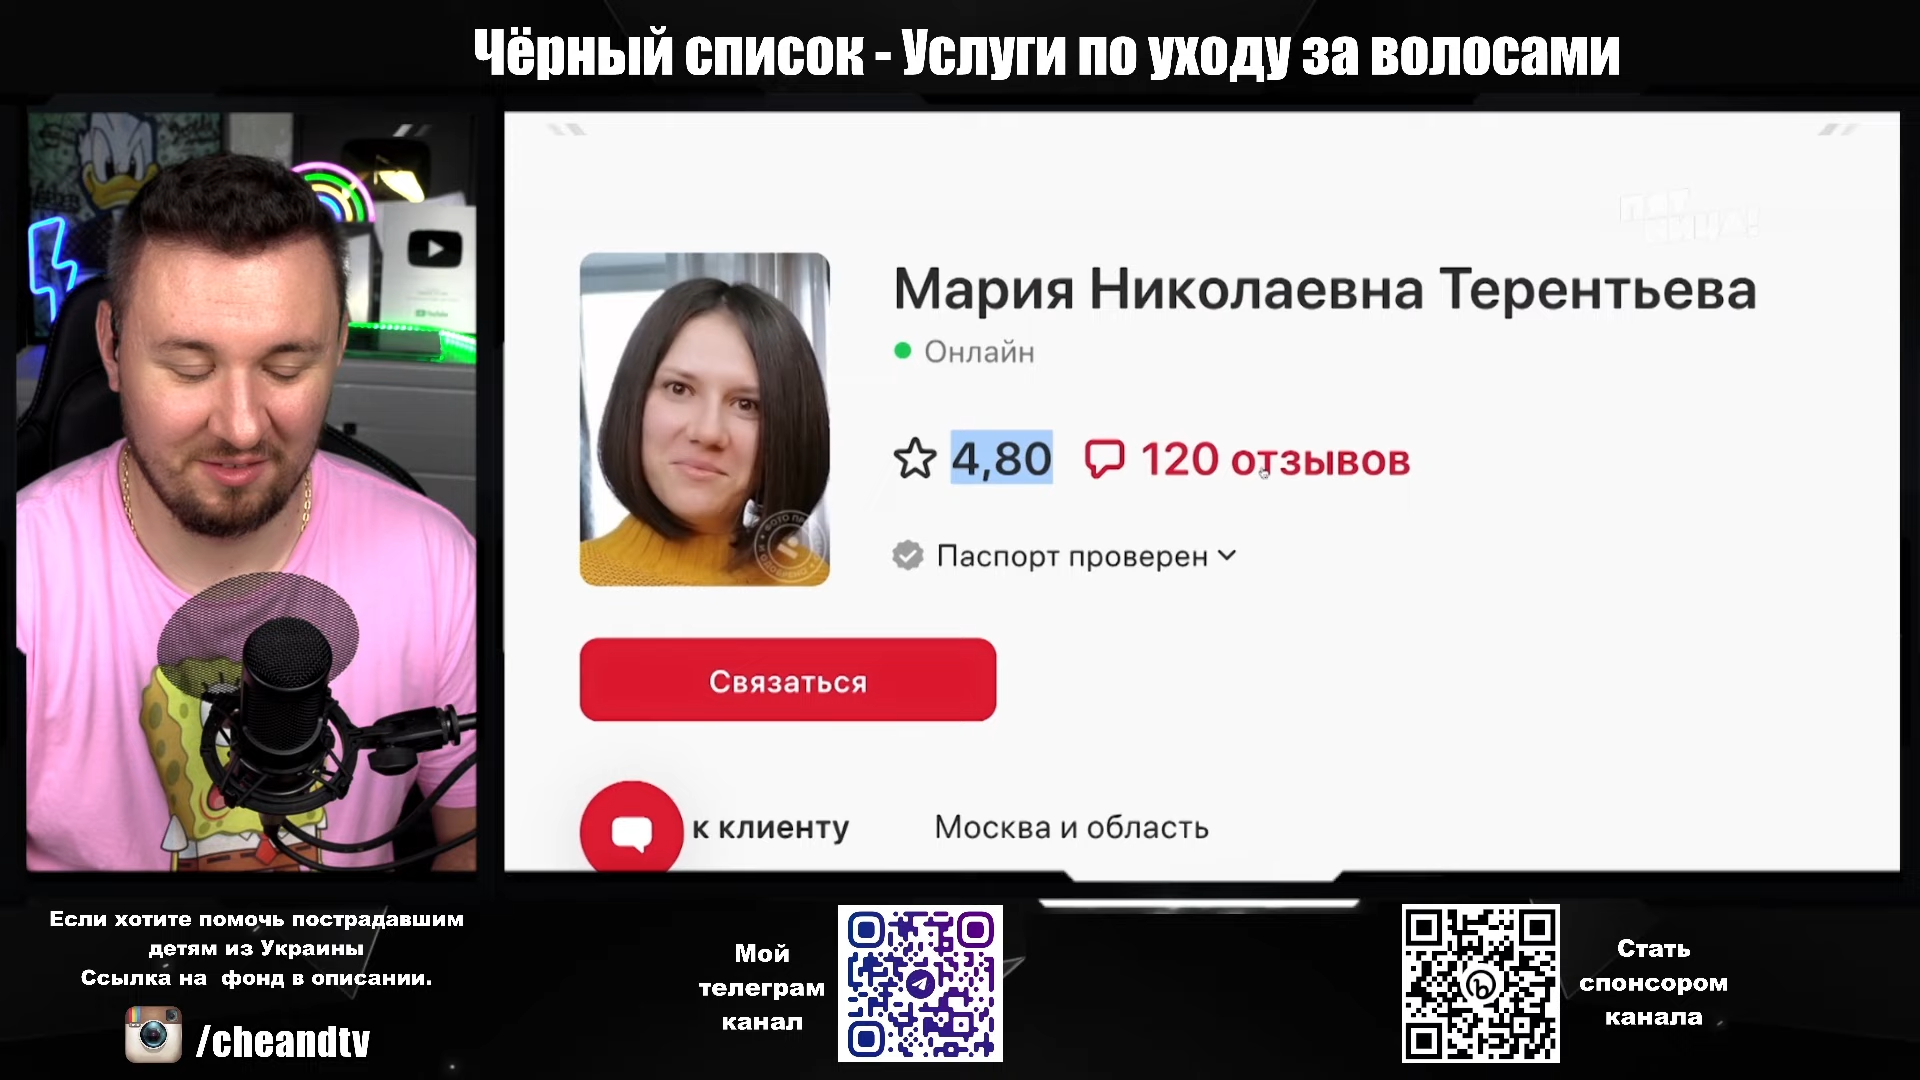 Чёрный список - Услуги по уходу за волосами
ПЯТ
НИЦА!
Мария Николаевна Терентьева
Онлайн
4,80
120 отзывов
Паспорт проверен
Связаться
к клиенту
Москва и область
Если хотите помочь пострадавшим
детям из Украины
Ссылка на фонд в описании.
/cheandtv
Мой
телеграм
канал
Стать
спонсором
канала